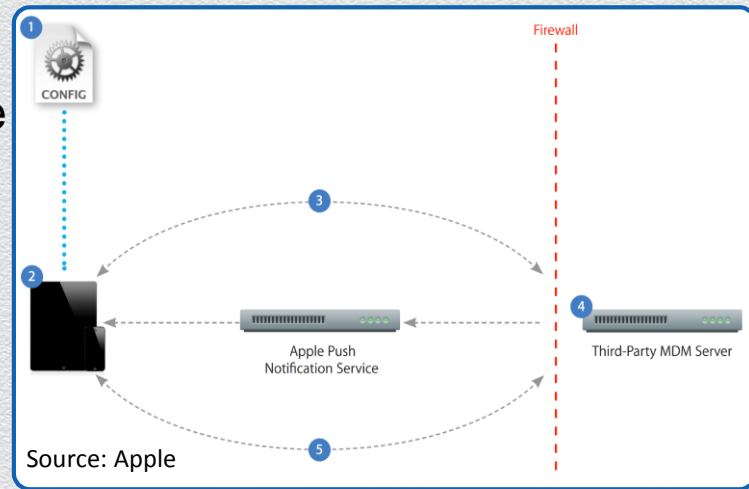 1
Firewall
CONFIG
e
3
2
4
Apple Push
Notification Service
Third-Party MDM Server
5
Source: Apple